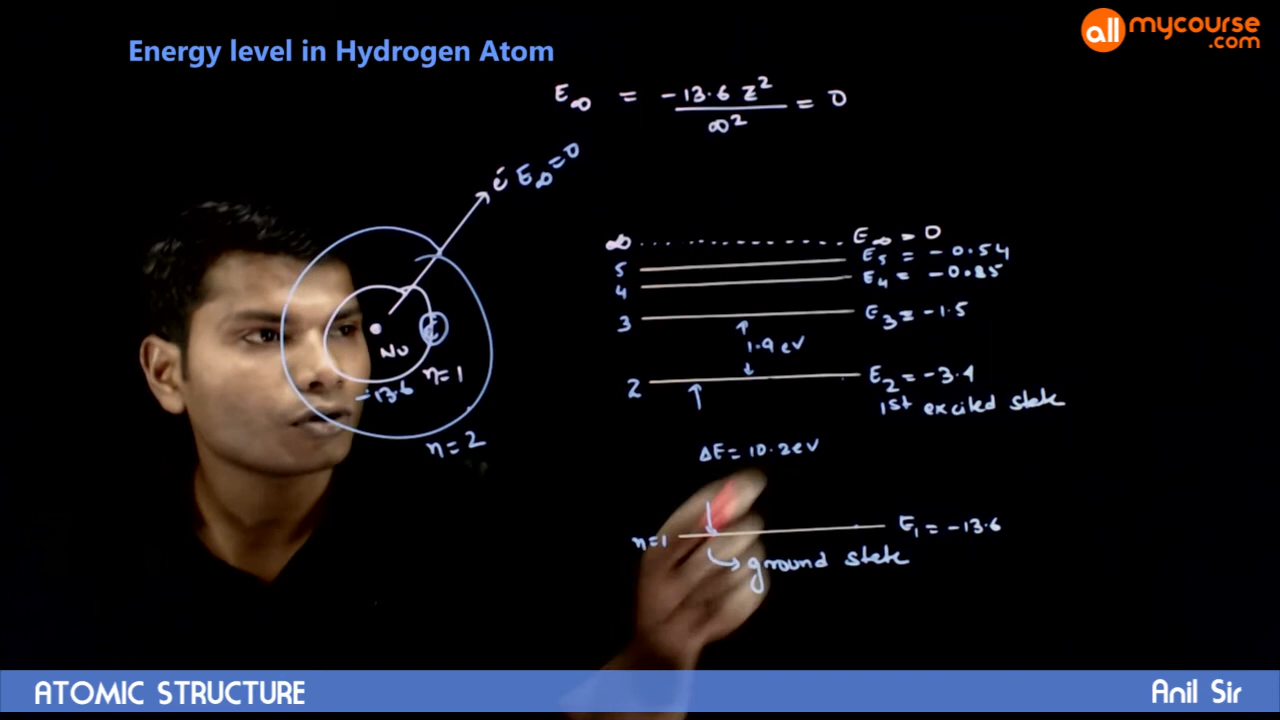 all mycourse
.com
Energy level in Hydrogen Atom
E∞ = -13.6 Z² / ∞² = 0
E∞=0
∞ E∞ = 0
5 E5 = -0.54
4 E4 = -0.85
3 E3 = -1.5
1.9 eV
2 E2 = -3.4
1st excited state
NU
-13.6 n=1
n=2
ΔE = 10.2 eV
n=1 E1 = -13.6
ground state
ATOMIC STRUCTURE
Anil Sir